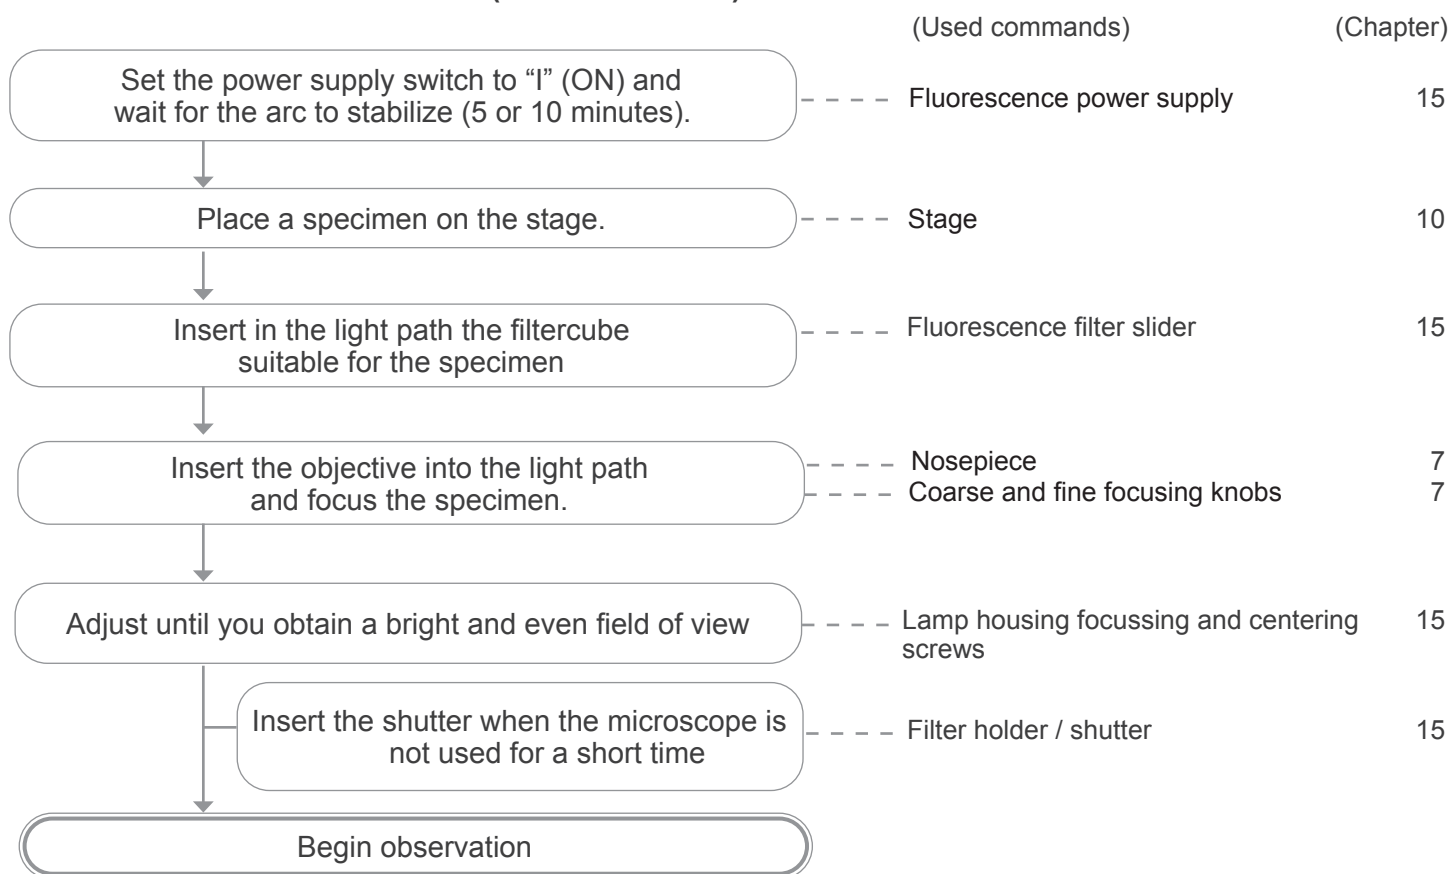 (Used commands) (Chapter)
Set the power supply switch to “I” (ON) and
wait for the arc to stabilize (5 or 10 minutes).
Fluorescence power supply 15
Place a specimen on the stage.
Stage 10
Insert in the light path the filtercube
suitable for the specimen
Fluorescence filter slider 15
Insert the objective into the light path
and focus the specimen.
Nosepiece 7
Coarse and fine focusing knobs 7
Adjust until you obtain a bright and even field of view
Lamp housing focussing and centering 15
screws
Insert the shutter when the microscope is
not used for a short time
Filter holder / shutter 15
Begin observation